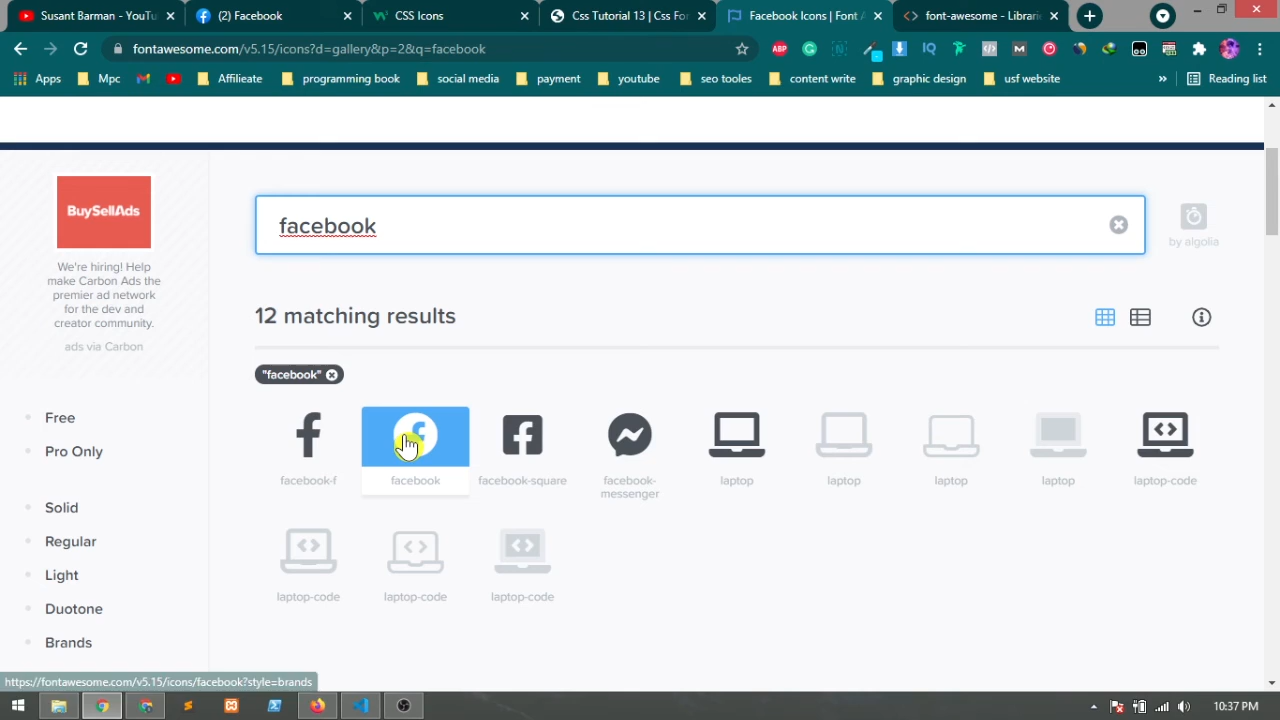 Susant Barman - YouTu
(2) Facebook
CSS Icons
Css Tutorial 13 | Css Fon
Facebook Icons | Font A
font-awesome - Librarie
fontawesome.com/v5.15/icons?d=gallery&p=2&q=facebook
Apps
Mpc
Affilieate
programming book
social media
payment
youtube
seo tooles
content write
graphic design
usf website
»
Reading list
BuySellAds
We're hiring! Help
make Carbon Ads the
premier ad network
for the dev and
creator community.
ads via Carbon
facebook
by algolia
12 matching results
"facebook"
Free
Pro Only
Solid
Regular
Light
Duotone
Brands
facebook-f
facebook
facebook-square
facebook-
messenger
laptop
laptop
laptop
laptop
laptop-code
laptop-code
laptop-code
laptop-code
https://fontawesome.com/v5.15/icons/facebook?style=brands
10:37 PM